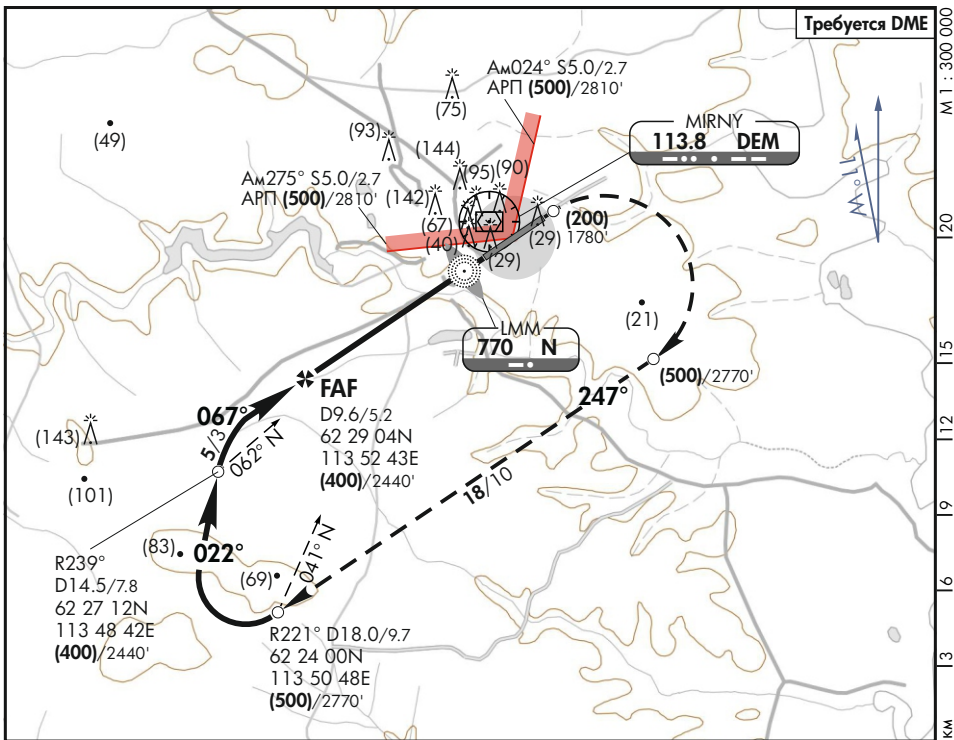 Требуется DME
М 1 : 300 000
Ам024° S5.0/2.7
АРП (500)/2810'
(75)
(49)
(93)
(144)
MIRNY
113.8 DEM
(95)
(90)
Ам275° S5.0/2.7
АРП (500)/2810'
(142)
(67)
(40)
(29)
(29)
(200)
1780'
20
LMM
770 N
(21)
15
(500)/2770'
067°
FAF
D9.6/5.2
62 29 04N
113 52 43E
(400)/2440'
247°
5/3
062° N
12
(143)
(101)
18/10
9
(83)
022°
(69)
041° N
R239°
D14.5/7.8
62 27 12N
113 48 42E
(400)/2440'
6
R221° D18.0/9.7
62 24 00N
113 50 48E
(500)/2770'
3
КМ